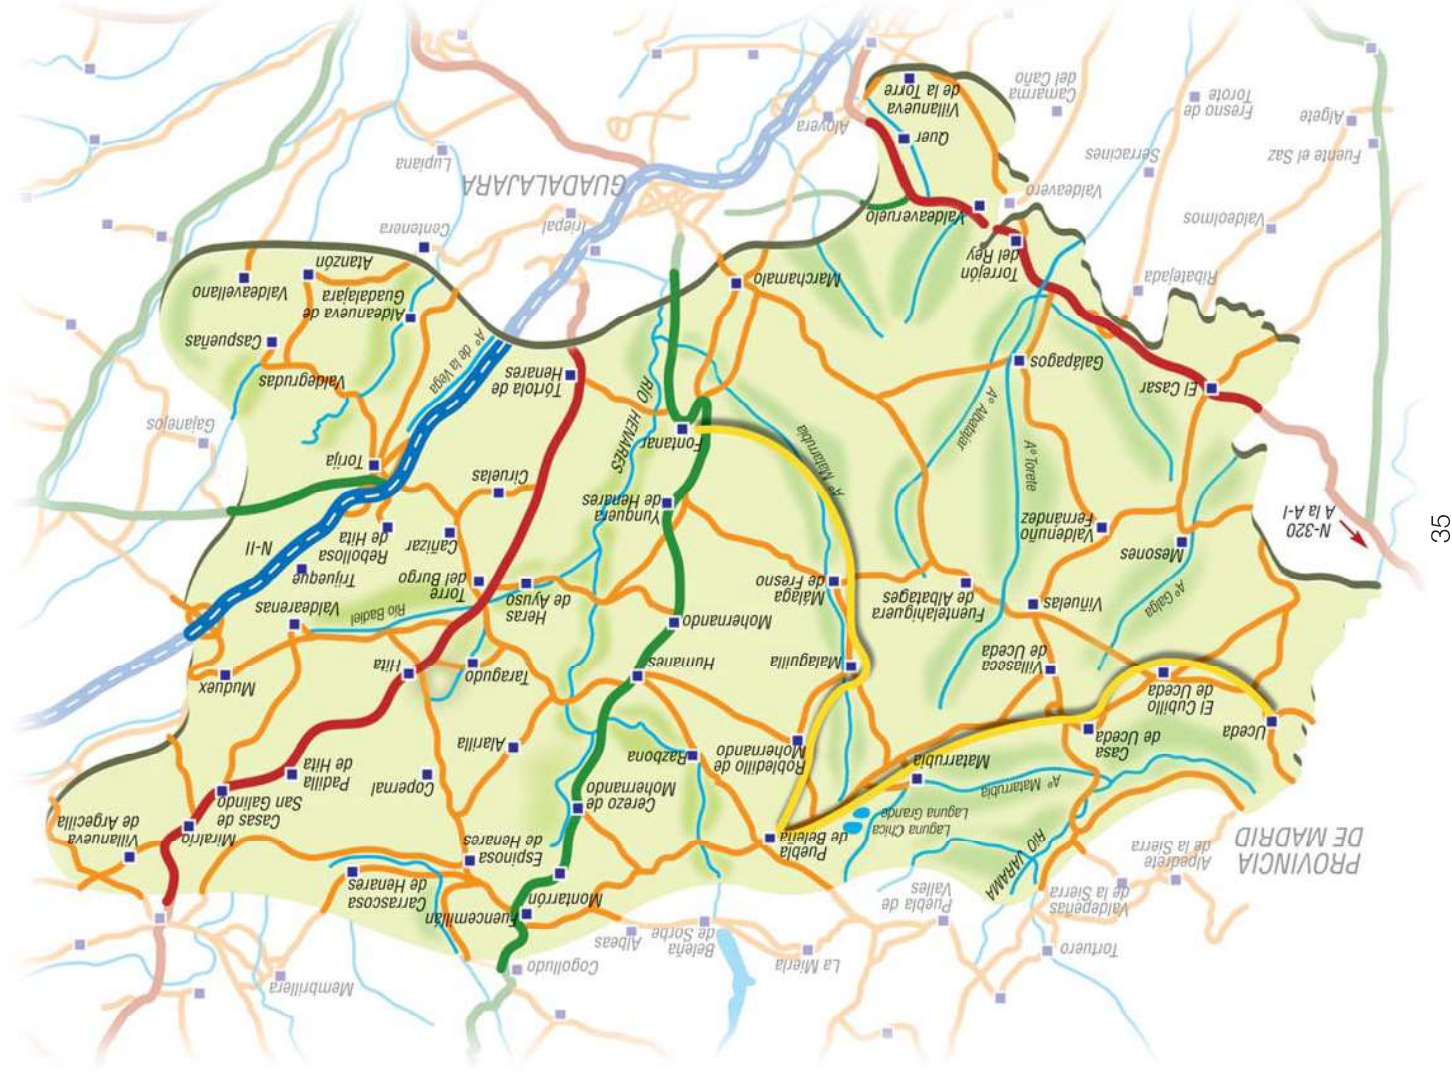 Membrillera
La Mierla
Cogolludo
Tortuero
Beleña
de Sorbe
Albeas
Puebla de
Valles
Valdepeñas
de la Sierra
Alpedrete
de la Sierra
PROVINCIA
DE MADRID
RÍO JARAMA
Fuencemillán
Montarrón
Carrascosa
de Henares
Espinosa
de Henares
Puebla
de Beleña
Laguna Chica
Laguna Grande
Villanueva
de Argecilla
Miralrío
Casas de
San Galindo
Cerezo de
Mohernando
Aº Matarrubia
Matarrubia
Padilla
de Hita
Copernal
Robledillo de
Mohernando
Razbona
Alarilla
Casa
de Uceda
Uceda
El Cubillo
de Uceda
Villaseca
de Uceda
Malaguilla
Humanes
Taragudo
Hita
Muduex
Viñuelas
Mohernando
Aº Galga
Fuentelahiguera
de Albatages
Málaga
de Fresno
Heras
de Ayuso
Torre
del Burgo
Río Badiel
Valdearenas
Trijueque
Mesones
Valdenuño
Fernández
Cañizar
Rebollosa
de Hita
N-II
N-320
A la A-I
Yunquera
de Henares
Ciruelas
Torija
Aº Torete
Aº Matarrubia
Fontanar
RÍO HENARES
Aº Albatajar
Gajanejos
El Casar
Galápagos
Tórtola de
Henares
Valdegrudas
Aº de la Vega
Caspueñas
Aldeanueva de
Guadalajara
Marchamalo
Valdeavellano
Atanzón
Torrejón
del Rey
Ribatejada
Centenera
Iriepal
Valdeaveruelo
Valdeolmos
Valdeavero
GUADALAJARA
Lupiana
Serracines
Fuente el Saz
Quer
Alovera
Algete
Fresno de
Torote
Villanueva
de la Torre
Camarma
del Caño
35